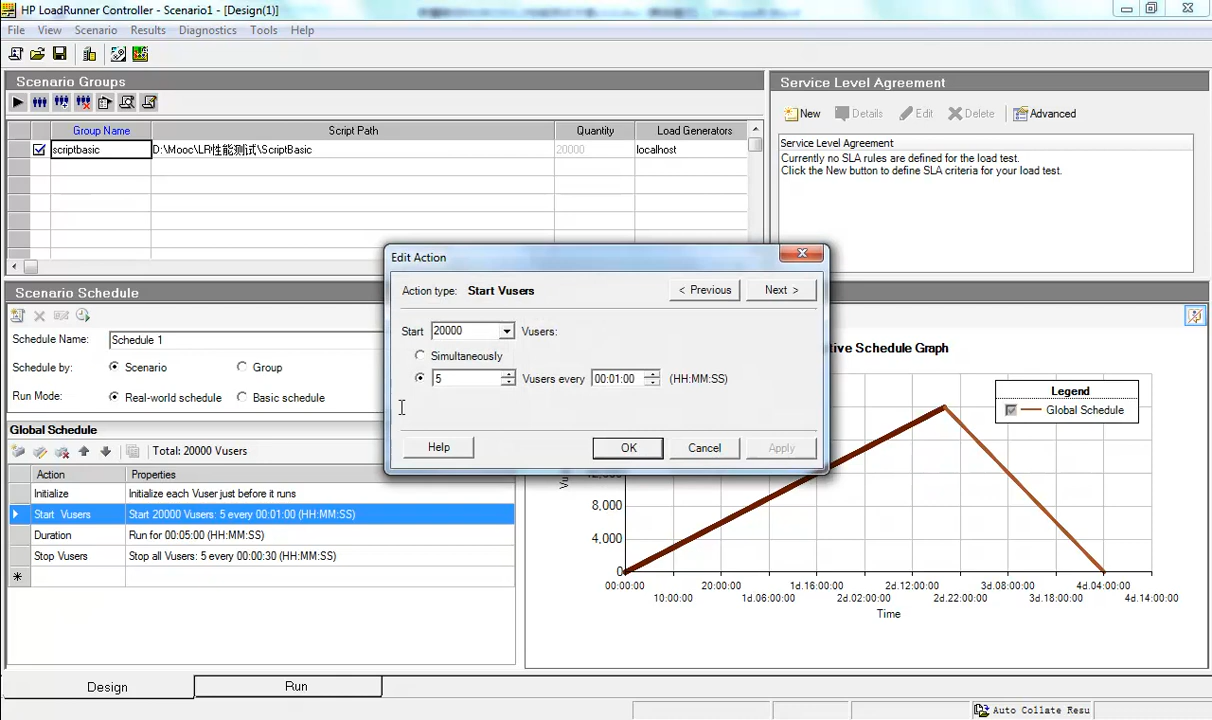 HP LoadRunner Controller - Scenario1 - [Design(1)]
File View Scenario Results Diagnostics Tools Help
Scenario Groups
Group Name Script Path Quantity Load Generators
scriptbasic D:\Mooc\LR性能测试\ScriptBasic 20000 localhost
Service Level Agreement
New Details Edit Delete Advanced
Service Level Agreement
Currently no SLA rules are defined for the load test.
Click the New button to define SLA criteria for your load test.
Scenario Schedule
Schedule Name: Schedule 1
Schedule by: Scenario Group
Run Mode: Real-world schedule Basic schedule
Global Schedule
Total: 20000 Vusers
Action Properties
Initialize Initialize each Vuser just before it runs
Start Vusers Start 20000 Vusers: 5 every 00:01:00 (HH:MM:SS)
Duration Run for 00:05:00 (HH:MM:SS)
Stop Vusers Stop all Vusers: 5 every 00:00:30 (HH:MM:SS)
Edit Action
Action type: Start Vusers < Previous Next >
Start 20000 Vusers:
Simultaneously
5 Vusers every 00:01:00 (HH:MM:SS)
Help OK Cancel Apply
tive Schedule Graph
Legend
Global Schedule
8,000
4,000
0
00:00:00 20:00:00 1d.16:00:00 2d.12:00:00 3d.08:00:00 4d.04:00:00
10:00:00 1d.06:00:00 2d.02:00:00 2d.22:00:00 3d.18:00:00 4d.14:00:00
Time
Design Run
Auto Collate Resu